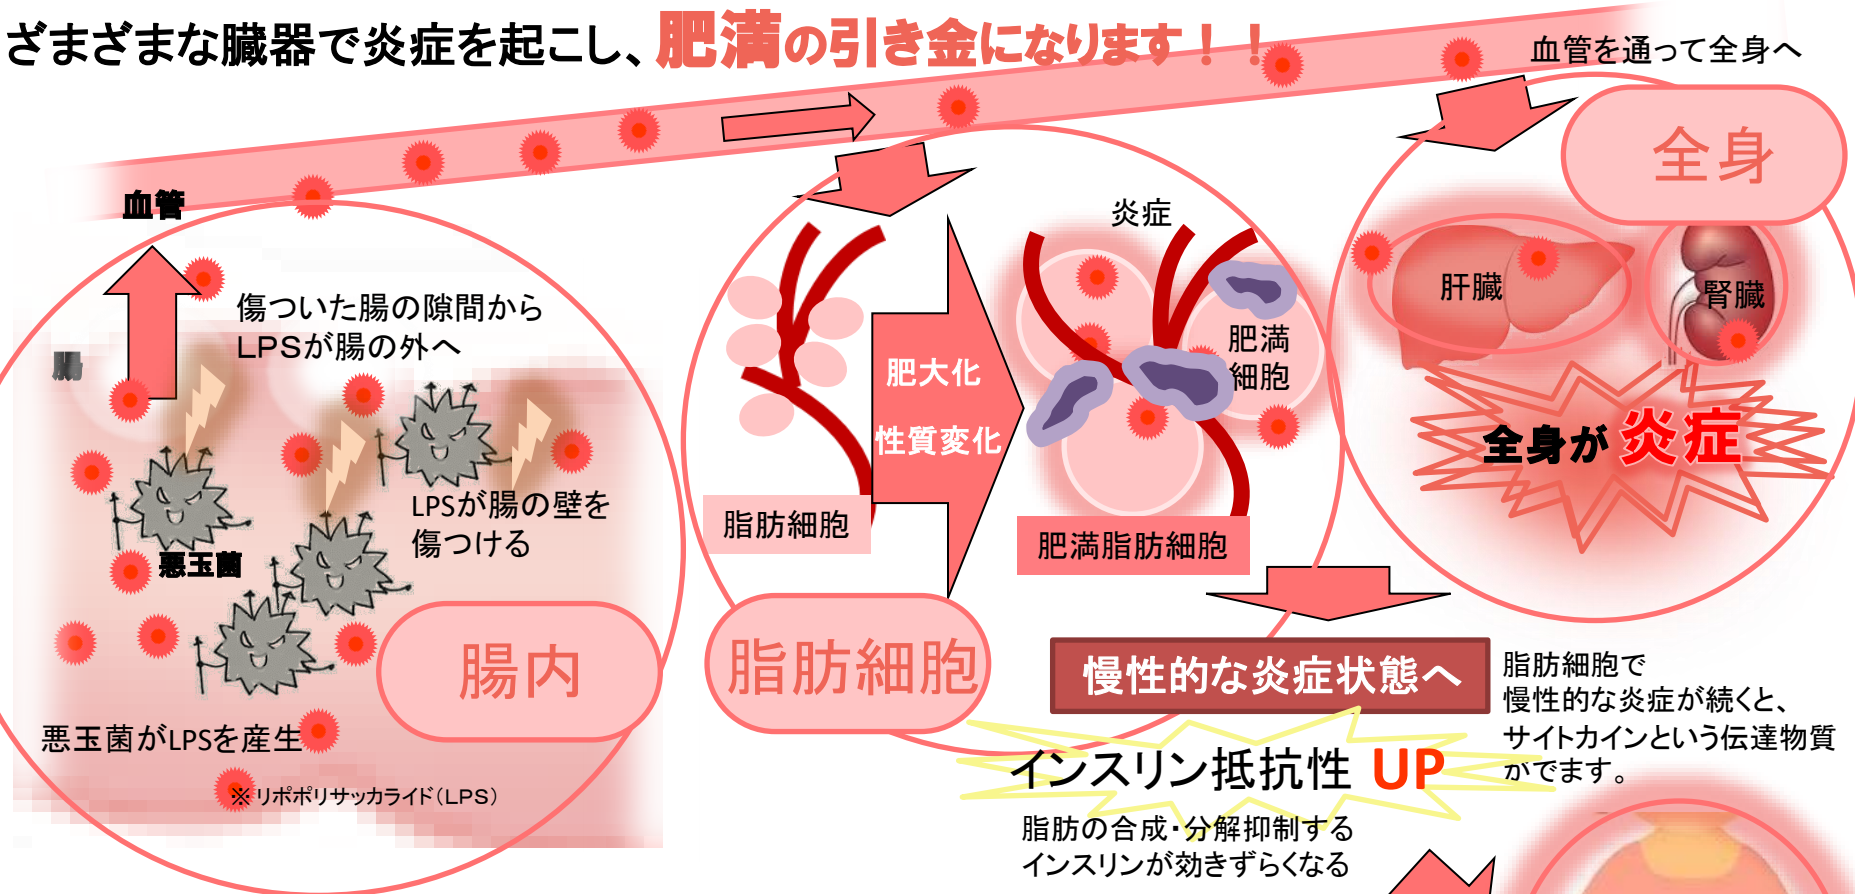 ざまざまな臓器で炎症を起こし、肥満の引き金になります！！
血管を通って全身へ
全身
血管
傷ついた腸の隙間から
LPSが腸の外へ
LPSが腸の壁を
傷つける
悪玉菌
腸内
悪玉菌がLPSを産生
※リポポリサッカライド（LPS）
脂肪細胞
肥大化
性質変化
炎症
肥満
細胞
肥満脂肪細胞
脂肪細胞
肝臓
腎臓
全身が 炎症
慢性的な炎症状態へ
脂肪細胞で
慢性的な炎症が続くと、
サイトカインという伝達物質
がでます。
インスリン抵抗性 UP
脂肪の合成・分解抑制する
インスリンが効きずらくなる